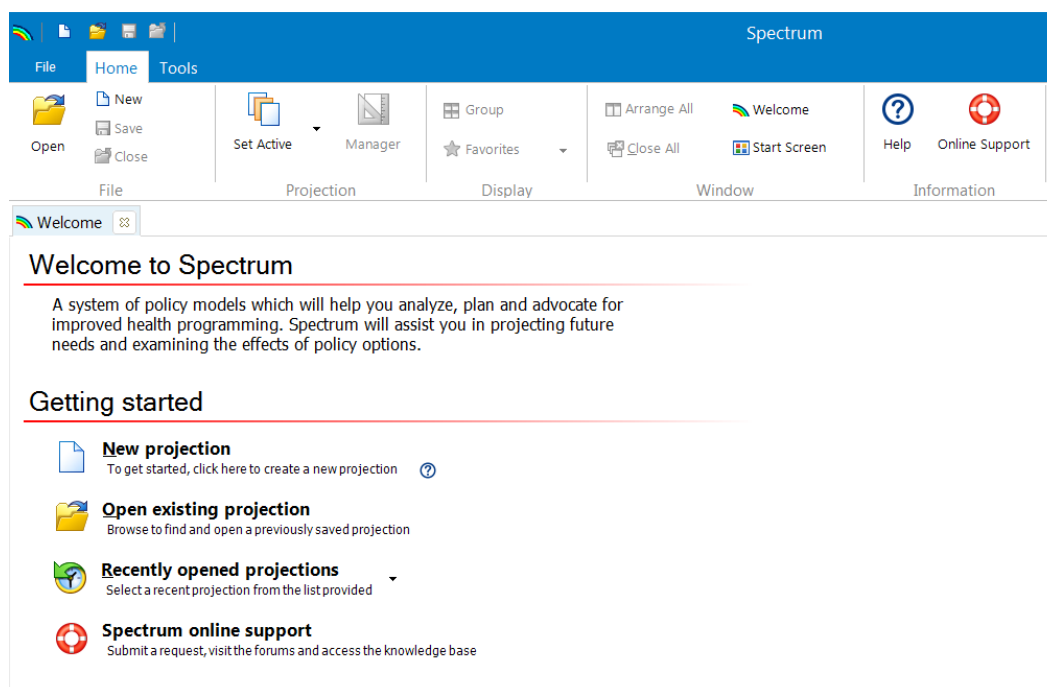 Spectrum
File Home Tools
Open
New
Save
Close
File
Set Active
Manager
Projection
Group
Favorites
Display
Arrange All
Close All
Welcome
Start Screen
Window
Help
Online Support
Information
Welcome
Welcome to Spectrum
A system of policy models which will help you analyze, plan and advocate for
improved health programming. Spectrum will assist you in projecting future
needs and examining the effects of policy options.
Getting started
New projection
To get started, click here to create a new projection
Open existing projection
Browse to find and open a previously saved projection
Recently opened projections
Select a recent projection from the list provided
Spectrum online support
Submit a request, visit the forums and access the knowledge base